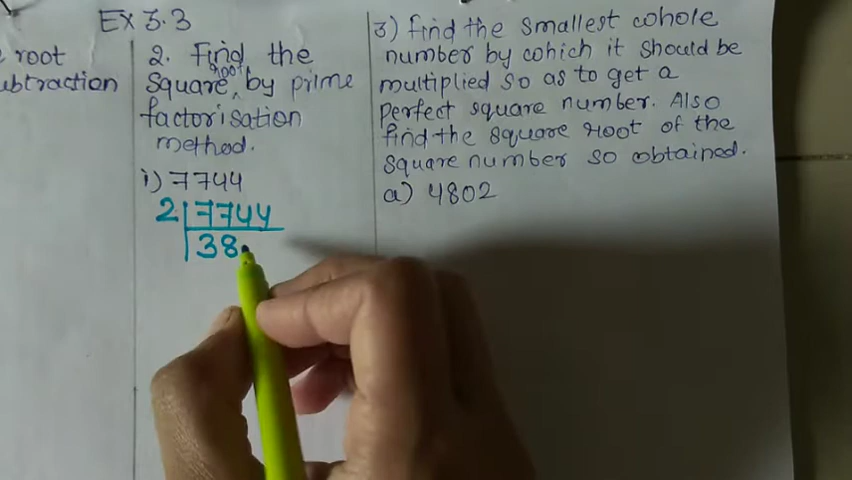 EX 3.3
root
ubtraction
2. Find the
root
square, by prime
factorisation
method.
i) 7744
2 | 7744
38
3) find the smallest whole
number by which it should be
multiplied so as to get a
perfect square number. Also
find the square root of the
square number so obtained.
a) 4802